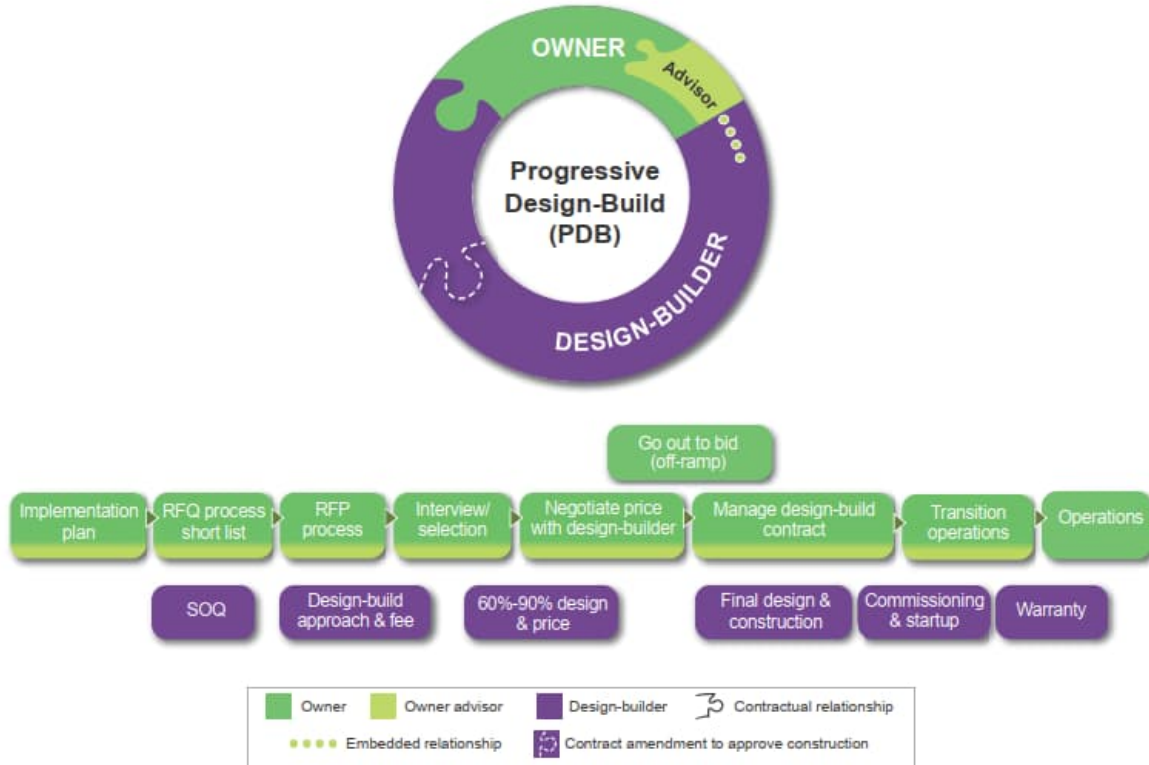 OWNER
Advisor
Progressive
Design-Build
(PDB)
DESIGN-BUILDER
Go out to bid
(off-ramp)
Implementation
plan
RFQ process
short list
RFP
process
Interview/
selection
Negotiate price
with design-builder
Manage design-build
contract
Transition
operations
Operations
SOQ
Design-build
approach & fee
60%-90% design
& price
Final design &
construction
Commissioning
& startup
Warranty
Owner
Owner advisor
Design-builder
Contractual relationship
Embedded relationship
Contract amendment to approve construction